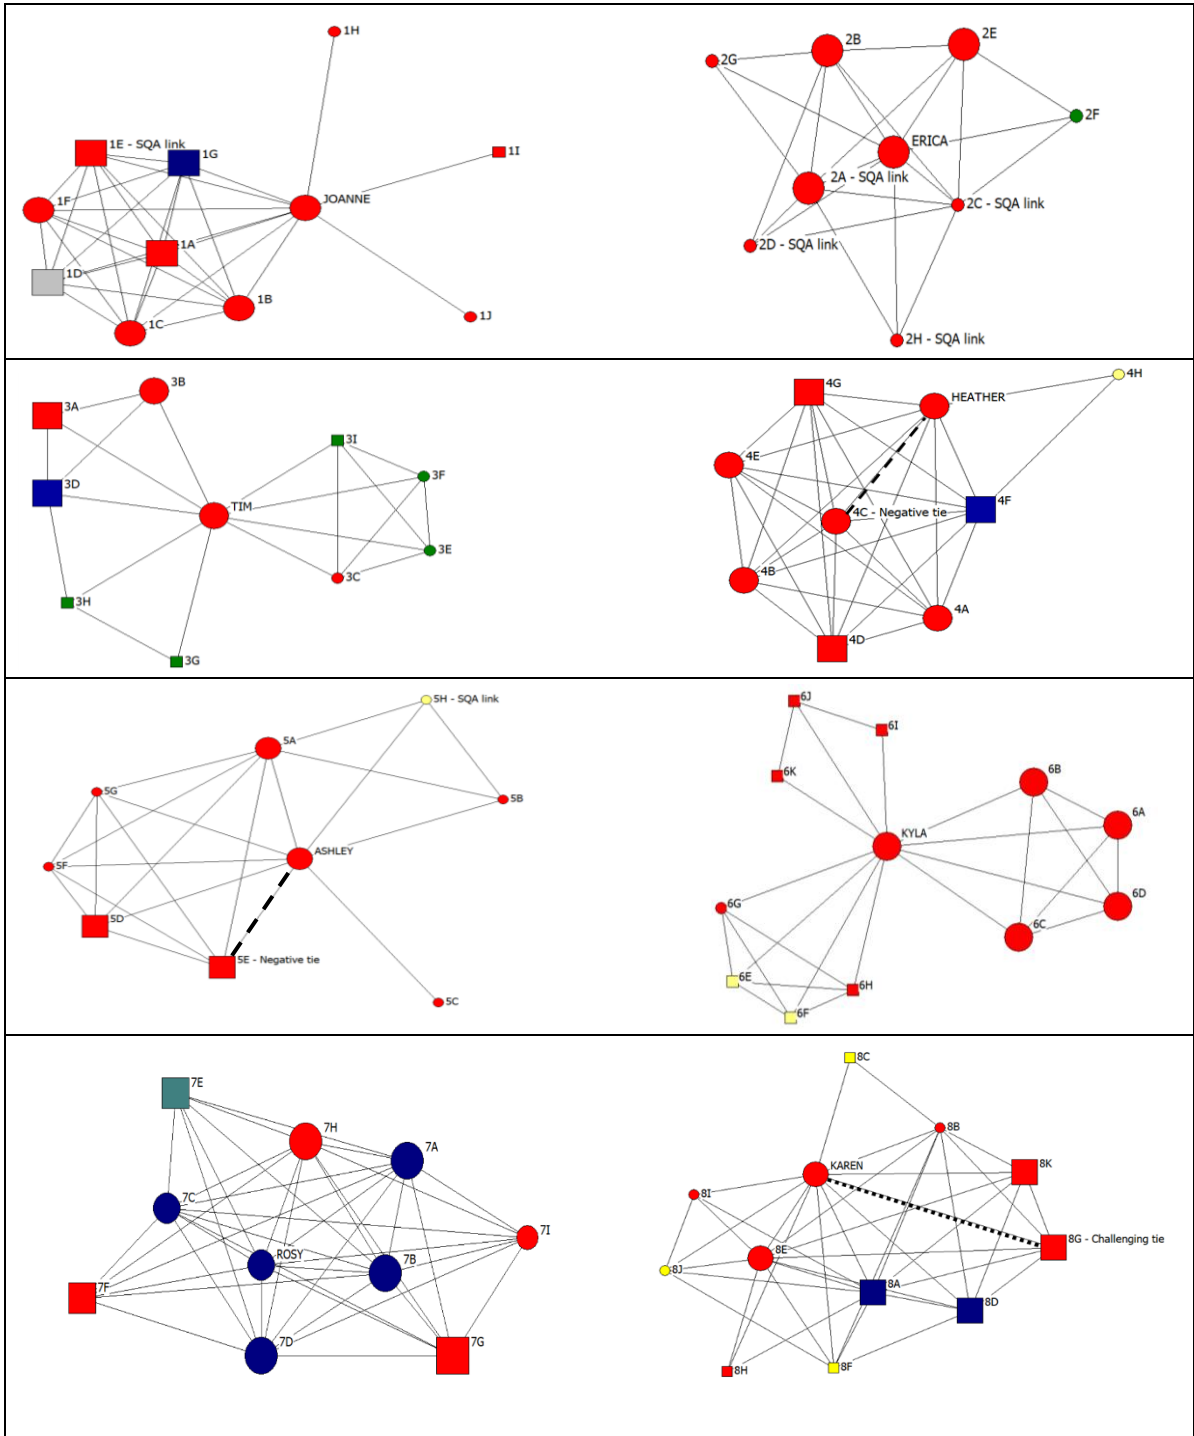 1H
1E - SQA link
1G
1I
1F
JOANNE
1A
1D
1B
1C
1J
2B
2E
2G
2F
ERICA
2A - SQA link
2C - SQA link
2D - SQA link
2H - SQA link
3B
3A
3I
3F
3D
TIM
3E
3C
3H
3G
4H
4G
HEATHER
4E
4F
4C - Negative tie
4B
4A
4D
5H - SQA link
5A
5G
5B
ASHLEY
5F
5D
5E - Negative tie
5C
6J
6I
6K
6B
6A
KYLA
6G
6D
6C
6E
6H
6F
7E
7H
7A
7C
7I
ROSY
7B
7F
7D
7G
8C
8B
KAREN
8K
8I
8G - Challenging tie
8E
8J
8A
8D
8H
8F